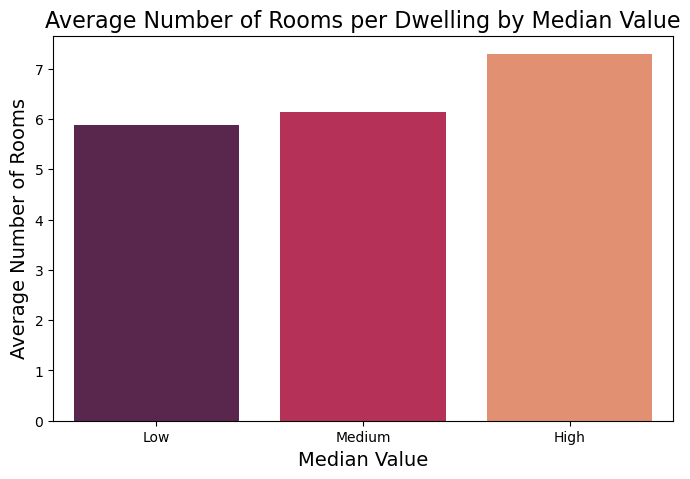 Average Number of Rooms per Dwelling by Median Value
Average Number of Rooms
7
6
5
4
3
2
1
0
Low
Medium
High
Median Value